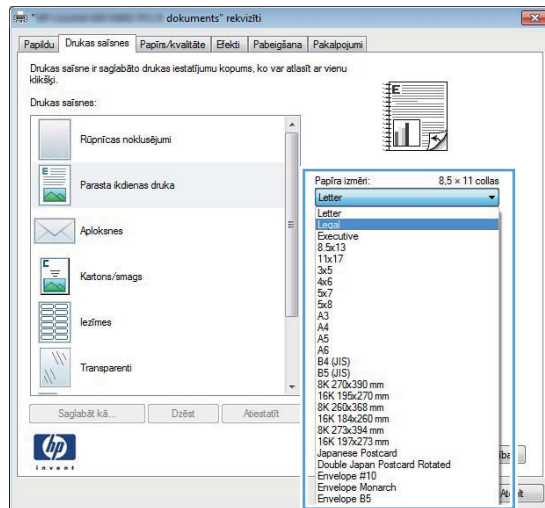 " dokuments" rekvizīti
Papildu Drukas saīsnes Papīrs/kvalitāte Efekti Pabeigšana Pakalpojumi
Drukas saīsne ir saglabāto drukas iestatījumu kopums, ko var atlasīt ar vienu
klikšķi.
Drukas saīsnes:
Rūpnīcas noklusējumi
Parasta ikdienas druka
Aploksnes
Kartons/smags
Iezīmes
Transparenti
Saglabāt kā... Dzēst Atiestatīt
Papīra izmēri: 8,5 × 11 collas
Letter
Letter
Legal
Executive
8.5x13
11x17
3x5
4x6
5x7
5x8
A3
A4
A5
A6
B4 (JIS)
B5 (JIS)
8K 270x390 mm
16K 195x270 mm
8K 260x368 mm
16K 184x260 mm
8K 273x394 mm
16K 197x273 mm
Japanese Postcard
Double Japan Postcard Rotated
Envelope #10
Envelope Monarch
Envelope B5
E
E
E
C
hp
invent